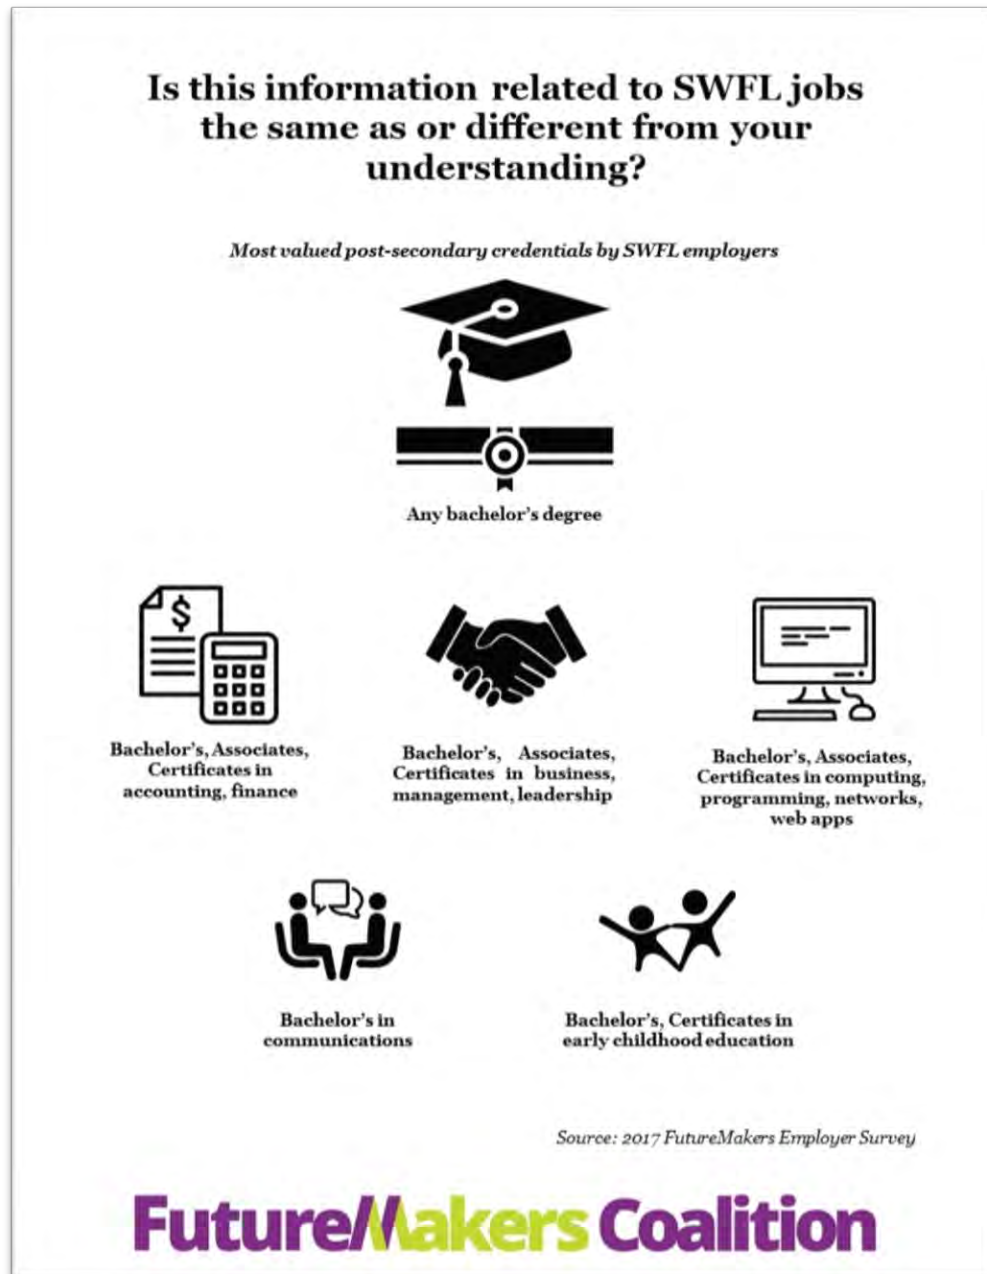 Is this information related to SWFL jobs
the same as or different from your
understanding?
Most valued post-secondary credentials by SWFL employers
Any bachelor's degree
$
Bachelor's, Associates,
Certificates in
accounting, finance
Bachelor's, Associates,
Certificates in business,
management, leadership
Bachelor's, Associates,
Certificates in computing,
programming, networks,
web apps
Bachelor's in
communications
Bachelor's, Certificates in
early childhood education
Source: 2017 FutureMakers Employer Survey
FutureMakers Coalition